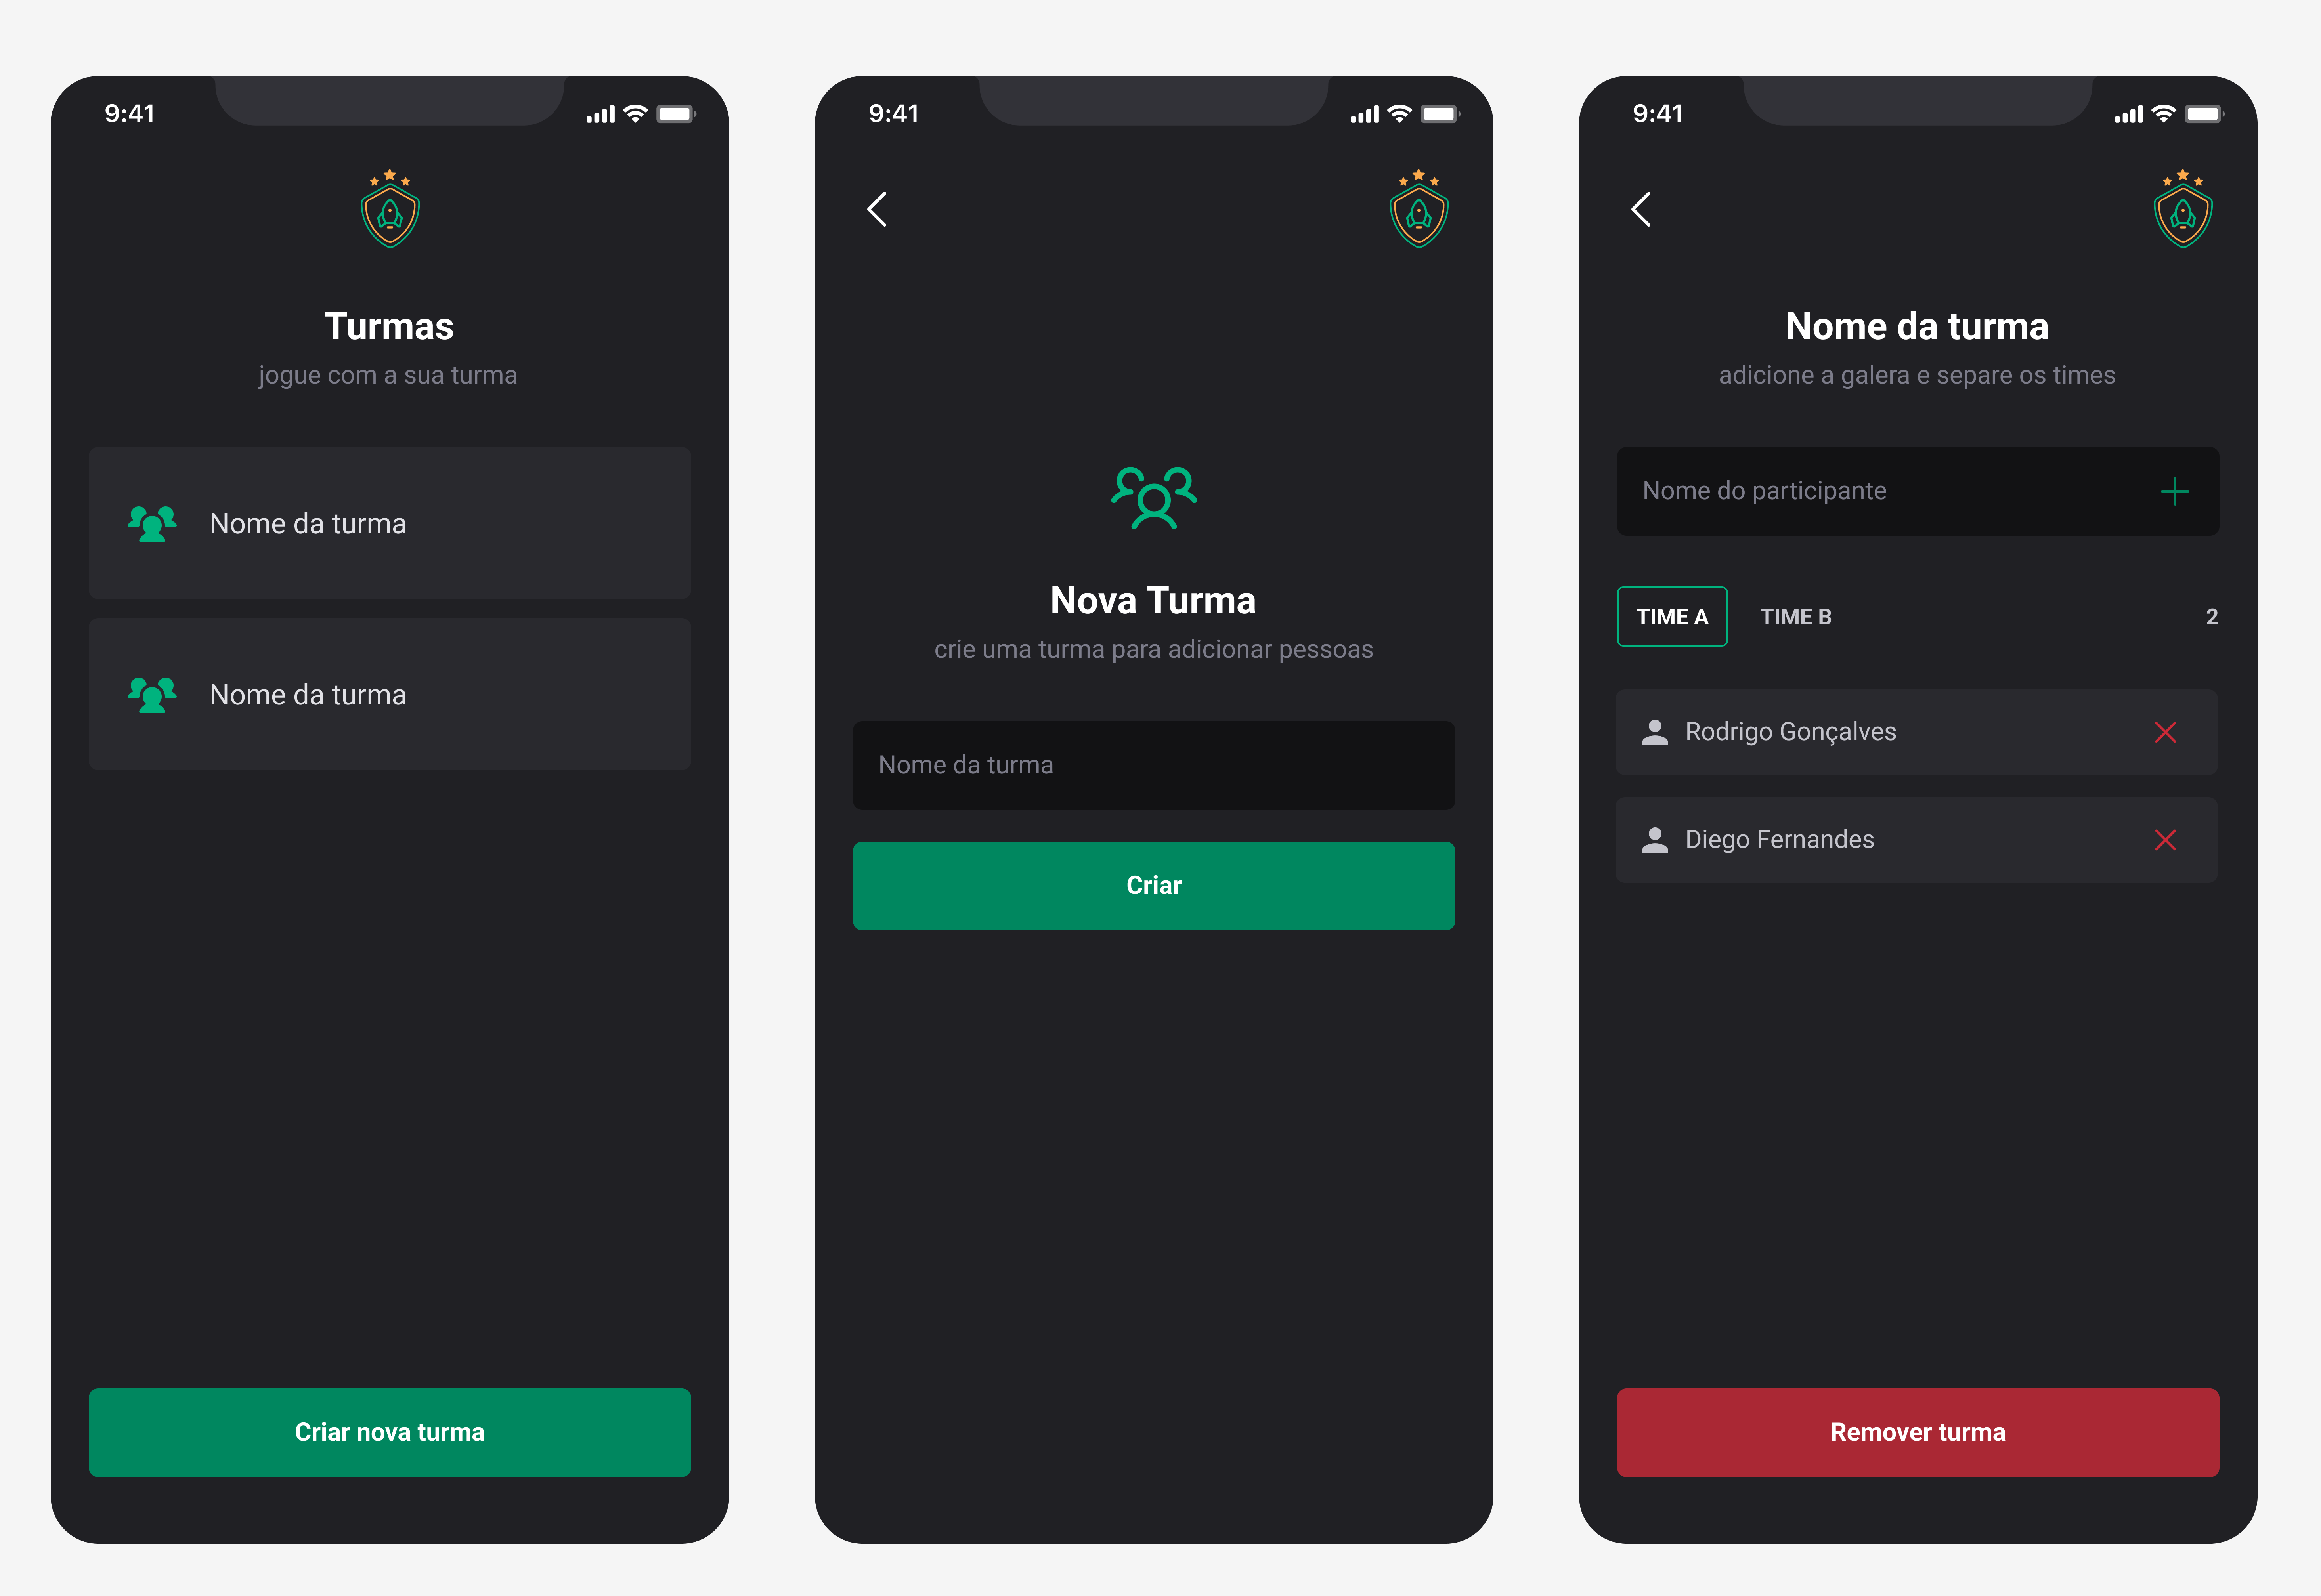 9:41
Turmas
jogue com a sua turma
Nome da turma
Nome da turma
Criar nova turma
9:41
Nova Turma
crie uma turma para adicionar pessoas
Nome da turma
Criar
9:41
Nome da turma
adicione a galera e separe os times
Nome do participante
TIME A TIME B 2
Rodrigo Gonçalves
Diego Fernandes
Remover turma